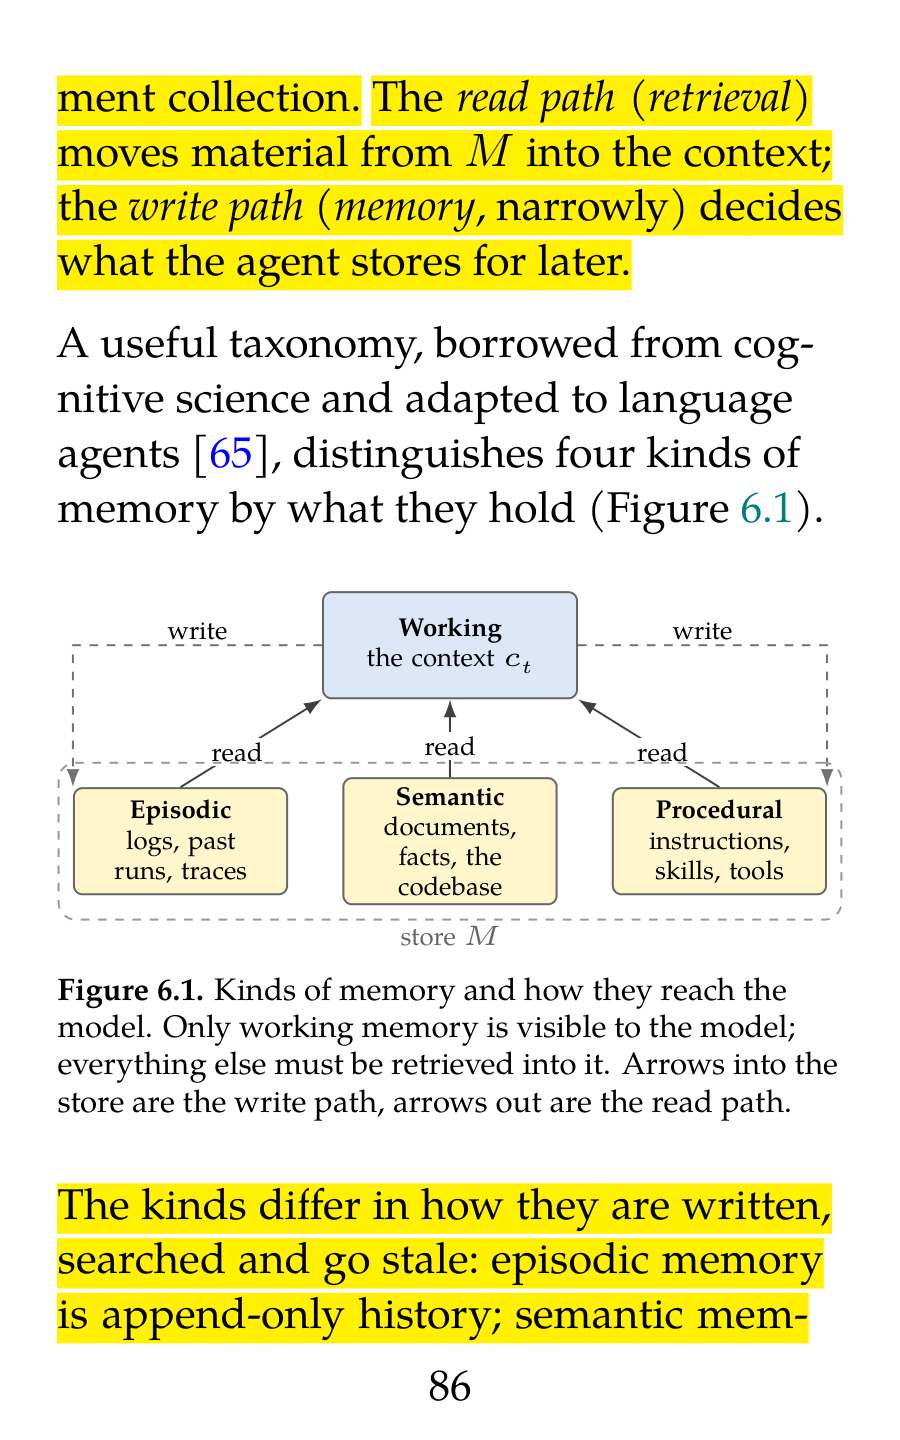 ment collection. The read path (retrieval)
moves material from M into the context;
the write path (memory, narrowly) decides
what the agent stores for later.
A useful taxonomy, borrowed from cog-
nitive science and adapted to language
agents [65], distinguishes four kinds of
memory by what they hold (Figure 6.1).
write
Working
the context cₜ
write
read
read
read
Episodic
logs, past
runs, traces
Semantic
documents,
facts, the
codebase
Procedural
instructions,
skills, tools
store M
Figure 6.1. Kinds of memory and how they reach the
model. Only working memory is visible to the model;
everything else must be retrieved into it. Arrows into the
store are the write path, arrows out are the read path.
The kinds differ in how they are written,
searched and go stale: episodic memory
is append-only history; semantic mem-
86